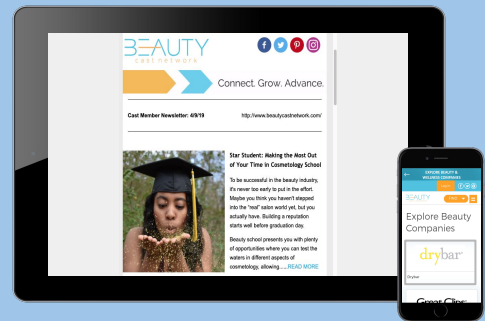 BEAUTY
cast network
Connect. Grow. Advance.
Cast Member Newsletter: 4/9/19 http://www.beautycastnetwork.com/
Star Student: Making the Most Out
of Your Time in Cosmetology School
To be successful in the beauty industry,
it's never too early to put in the effort.
Maybe you think you haven't stepped
into the "real" salon world yet, but you
actually have. Building a reputation
starts well before graduation day.
Beauty school presents you with plenty
of opportunities where you can test the
waters in different aspects of
cosmetology, allowing......READ MORE
EXPLORE BEAUTY &
WELLNESS COMPANIES
BEAUTY
Explore Beauty
Companies
drybar
Drybar
Great Clips